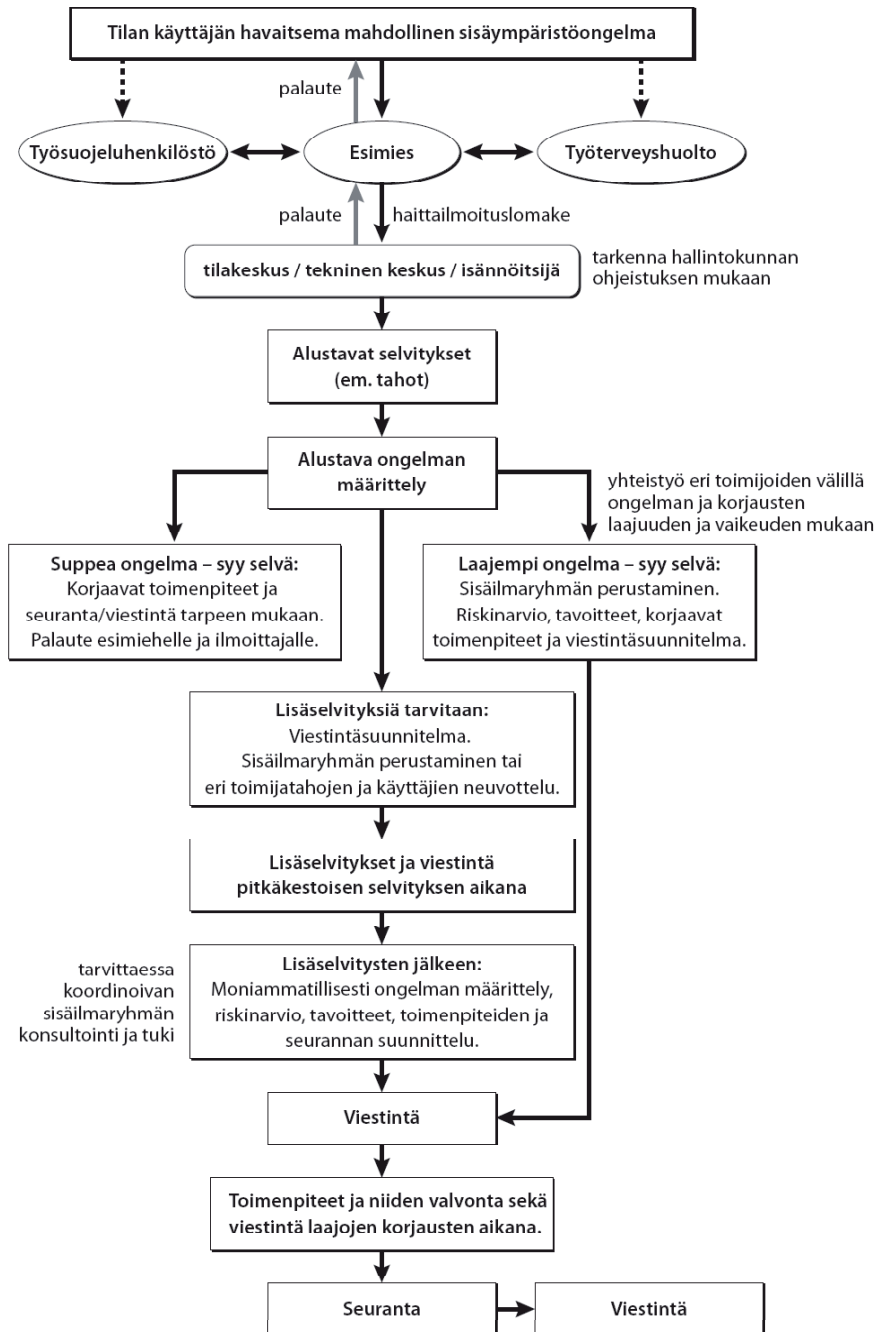 Tilan käyttäjän havaitsema mahdollinen sisäympäristöongelma
palaute
Työsuojeluhenkilöstö
Esimies
Työterveyshuolto
palaute
haittailmoituslomake
tilakeskus / tekninen keskus / isännöitsijä
tarkenna hallintokunnan
ohjeistuksen mukaan
Alustavat selvitykset
(em. tahot)
Alustava ongelman
määrittely
yhteistyö eri toimijoiden välillä
ongelman ja korjausten
laajuuden ja vaikeuden mukaan
Suppea ongelma – syy selvä:
Korjaavat toimenpiteet ja
seuranta/viestintä tarpeen mukaan.
Palaute esimiehelle ja ilmoittajalle.
Laajempi ongelma – syy selvä:
Sisäilmaryhmän perustaminen.
Riskinarvio, tavoitteet, korjaavat
toimenpiteet ja viestintäsuunnitelma.
Lisäselvityksiä tarvitaan:
Viestintäsuunnitelma.
Sisäilmaryhmän perustaminen tai
eri toimijatahojen ja käyttäjien neuvottelu.
Lisäselvitykset ja viestintä
pitkäkestoisen selvityksen aikana
tarvittaessa
koordinoivan
sisäilmaryhmän
konsultointi ja tuki
Lisäselvitysten jälkeen:
Moniammatillisesti ongelman määrittely,
riskinarvio, tavoitteet, toimenpiteiden ja
seurannan suunnittelu.
Viestintä
Toimenpiteet ja niiden valvonta sekä
viestintä laajojen korjausten aikana.
Seuranta
Viestintä